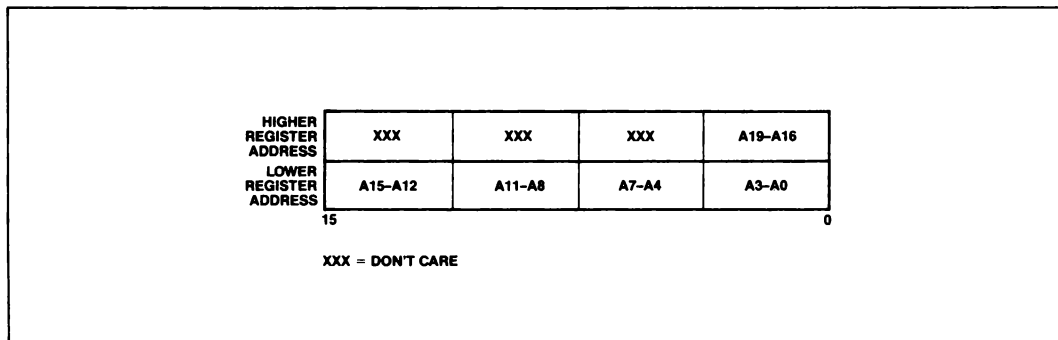 HIGHER
REGISTER
ADDRESS
XXX
XXX
XXX
A19–A16
LOWER
REGISTER
ADDRESS
A15–A12
A11–A8
A7–A4
A3–A0
15
0
XXX = DON'T CARE